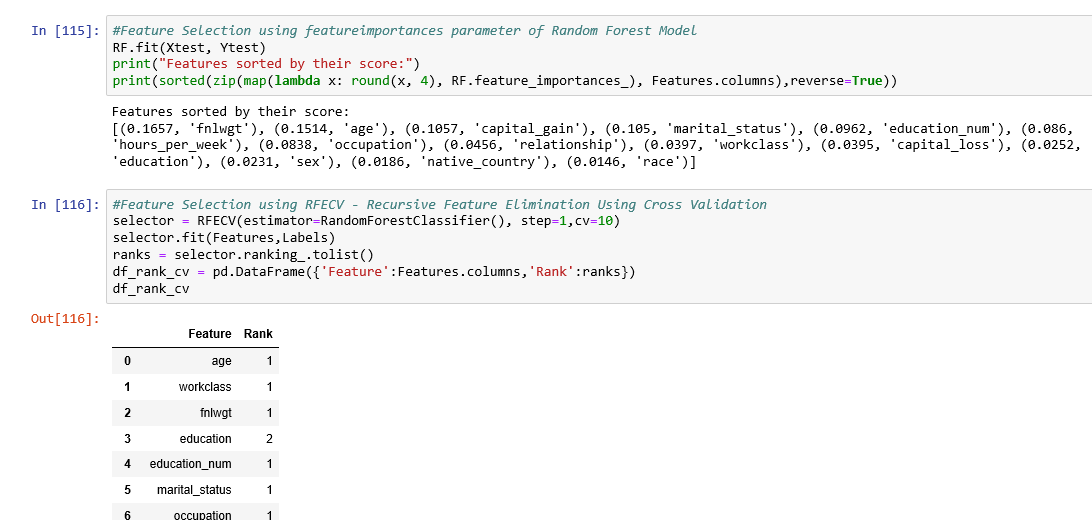 In [115]: #Feature Selection using featureimportances parameter of Random Forest Model
RF.fit(Xtest, Ytest)
print("Features sorted by their score:")
print(sorted(zip(map(lambda x: round(x, 4), RF.feature_importances_), Features.columns),reverse=True))
Features sorted by their score:
[(0.1657, 'fnlwgt'), (0.1514, 'age'), (0.1057, 'capital_gain'), (0.105, 'marital_status'), (0.0962, 'education_num'), (0.086,
'hours_per_week'), (0.0838, 'occupation'), (0.0456, 'relationship'), (0.0397, 'workclass'), (0.0395, 'capital_loss'), (0.0252,
'education'), (0.0231, 'sex'), (0.0186, 'native_country'), (0.0146, 'race')]
In [116]: #Feature Selection using RFECV - Recursive Feature Elimination Using Cross Validation
selector = RFECV(estimator=RandomForestClassifier(), step=1,cv=10)
selector.fit(Features,Labels)
ranks = selector.ranking_.tolist()
df_rank_cv = pd.DataFrame({'Feature':Features.columns,'Rank':ranks})
df_rank_cv
Out[116]:
Feature Rank
0 age 1
1 workclass 1
2 fnlwgt 1
3 education 2
4 education_num 1
5 marital_status 1
6 occupation 1